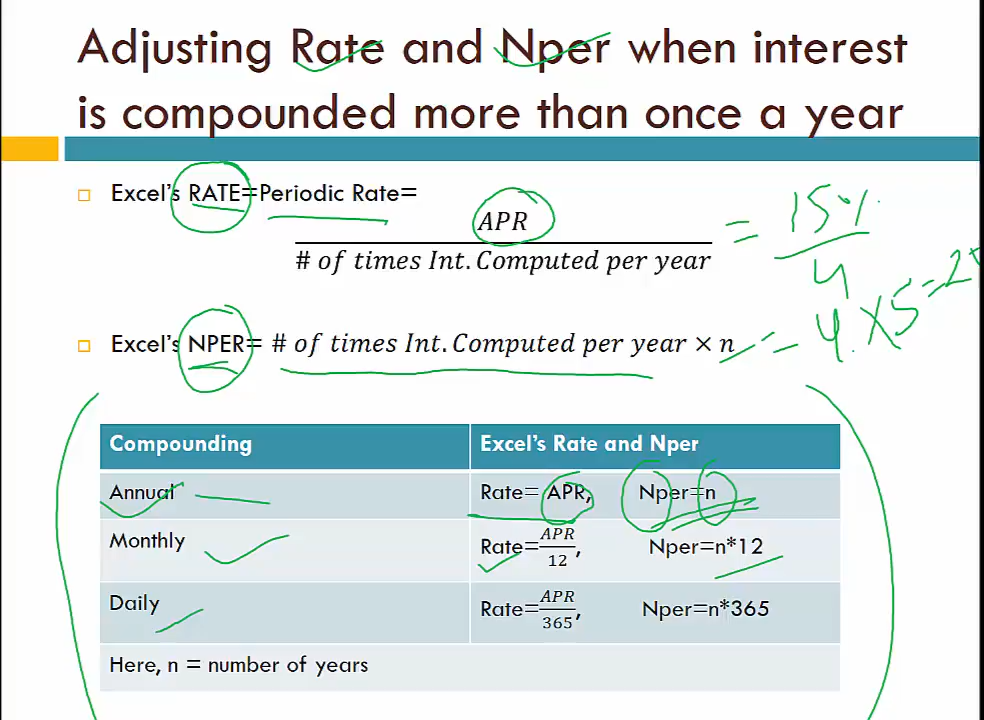 Adjusting Rate and Nper when interest
is compounded more than once a year
Excel's RATE=Periodic Rate=
APR
# of times Int. Computed per year
= 15%
4
Excel's NPER= # of times Int. Computed per year × n
= 4 × 5 = 20
Compounding Excel's Rate and Nper
Annual Rate= APR, Nper=n
Monthly Rate=APR/12, Nper=n*12
Daily Rate=APR/365, Nper=n*365
Here, n = number of years